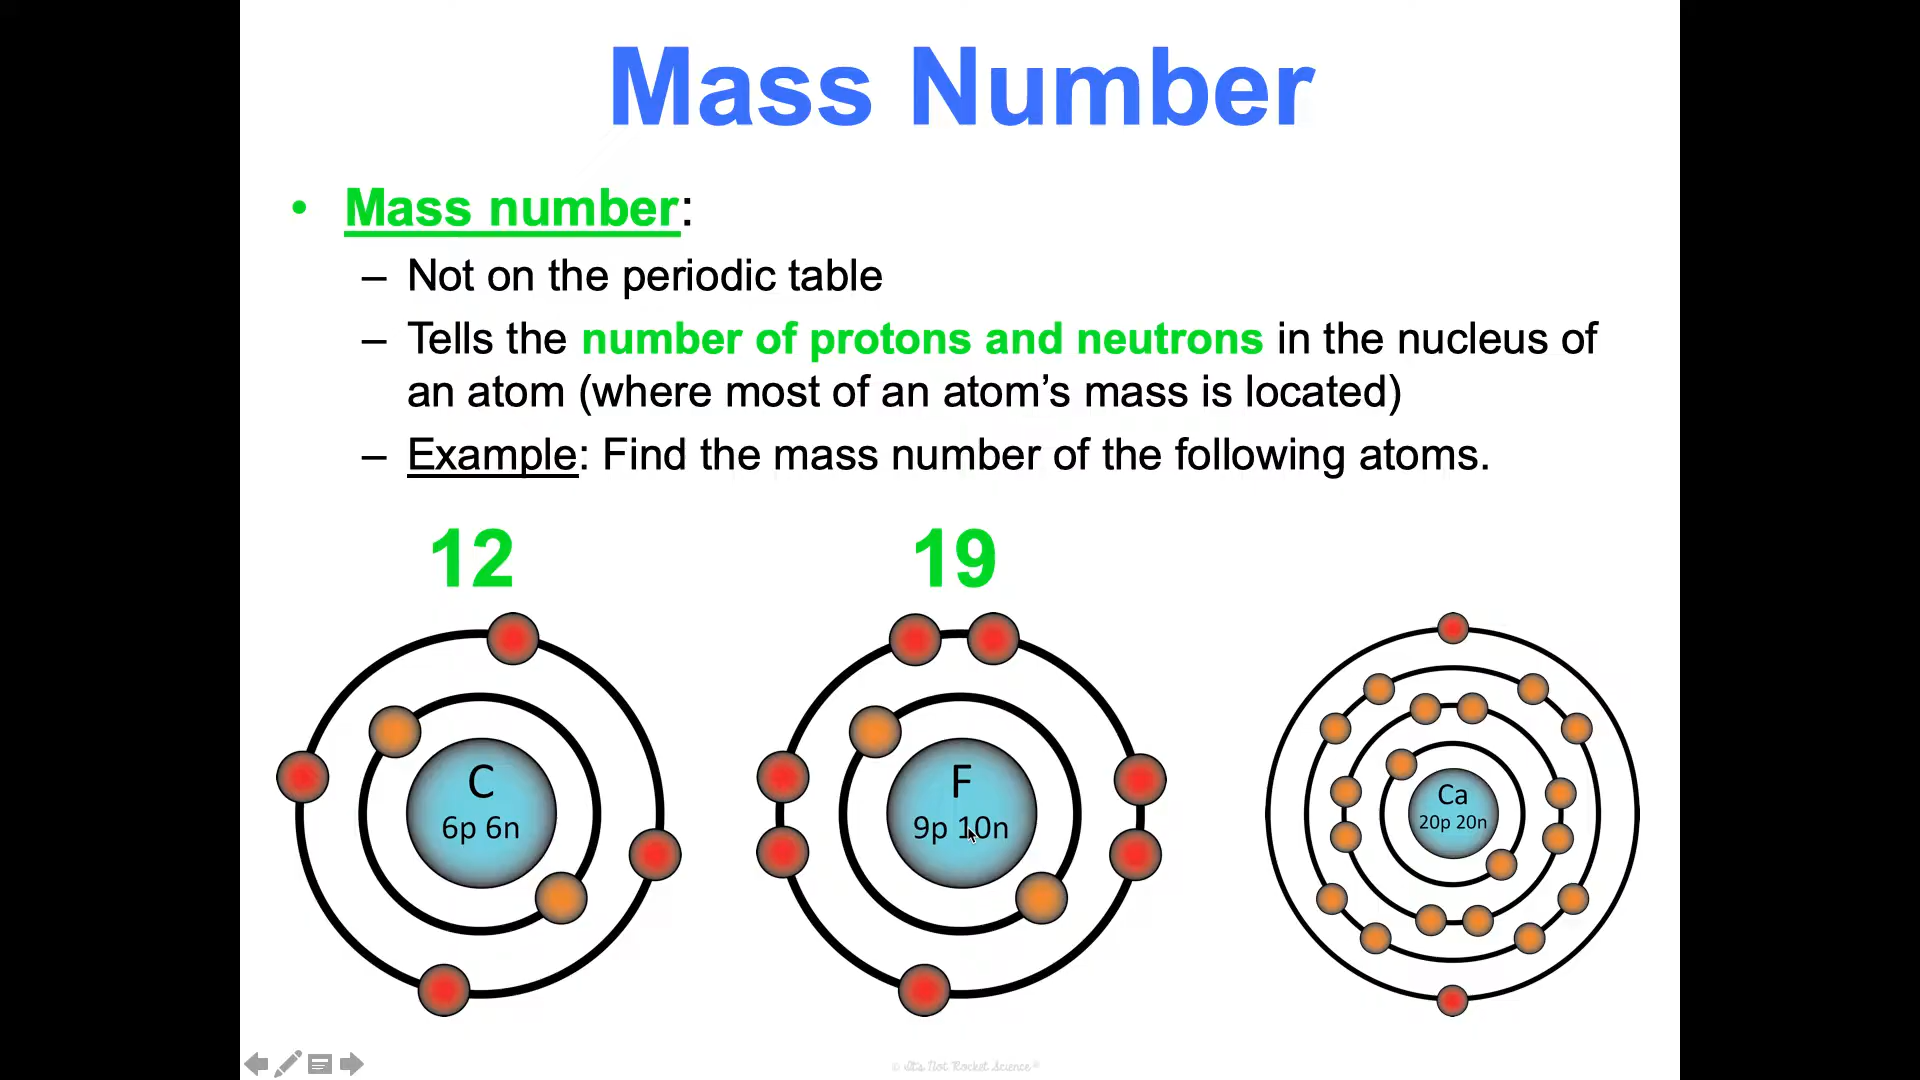 Mass Number
• Mass number:
– Not on the periodic table
– Tells the number of protons and neutrons in the nucleus of
an atom (where most of an atom’s mass is located)
– Example: Find the mass number of the following atoms.
12
19
C
6p 6n
F
9p 10n
Ca
20p 20n
© It's Not Rocket Science®